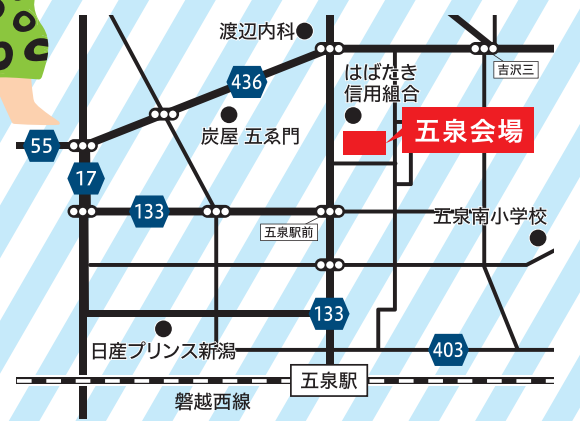 渡辺内科
吉沢三
はばたき
信用組合
436
炭屋 五ゑ門
五泉会場
55
17
133
五泉駅前
五泉南小学校
133
日産プリンス新潟
403
五泉駅
磐越西線